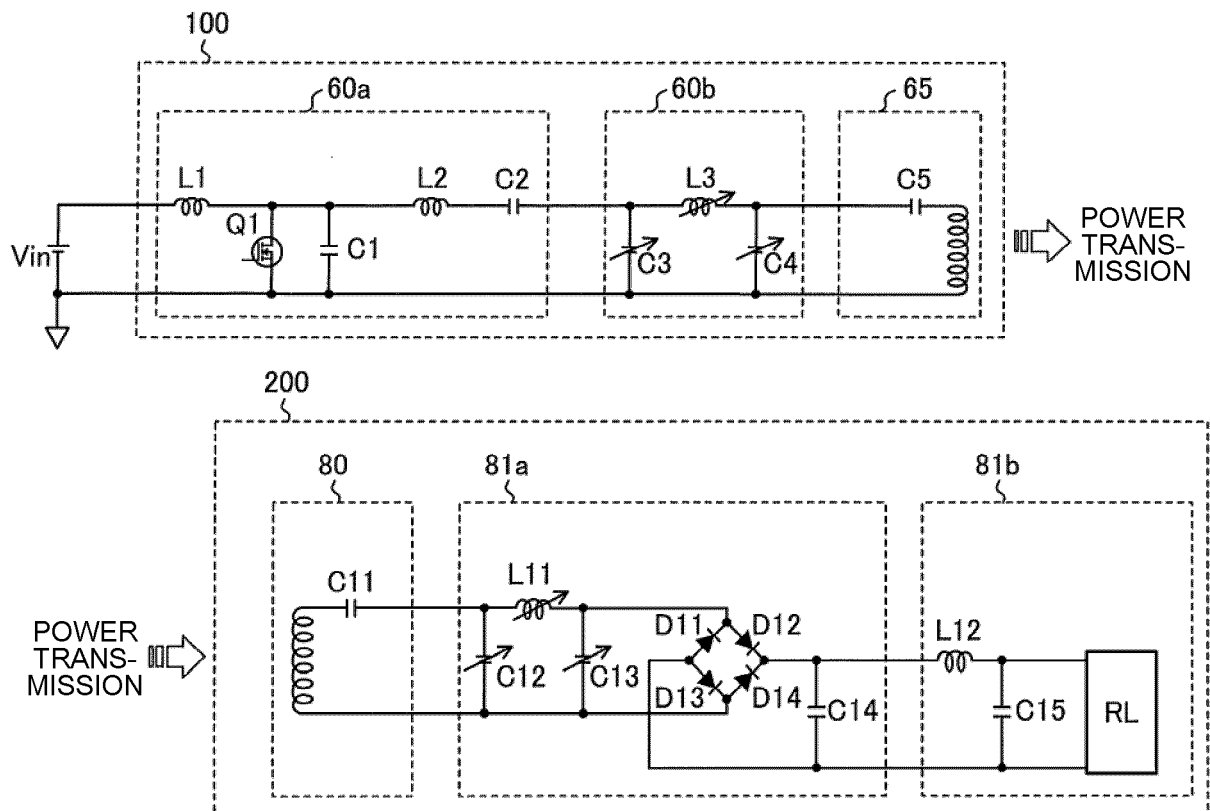 100
60a
60b
65
L1
L2
C2
L3
C5
Q1
C1
C3
C4
Vin
POWER
TRANS-
MISSION
200
80
81a
81b
C11
L11
D11
D12
L12
POWER
TRANS-
MISSION
C12
C13
D13
D14
C14
C15
RL